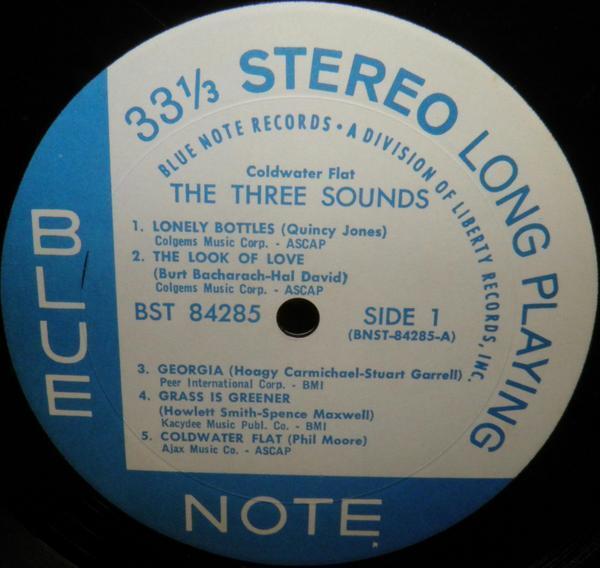 33 1/3 STEREO LONG PLAYING
BLUE NOTE RECORDS • A DIVISION OF LIBERTY RECORDS, INC.
Coldwater Flat
THE THREE SOUNDS
1. LONELY BOTTLES (Quincy Jones)
Colgems Music Corp. - ASCAP
2. THE LOOK OF LOVE
(Burt Bacharach-Hal David)
Colgems Music Corp. - ASCAP
BST 84285
SIDE 1
(BNST-84285-A)
3. GEORGIA (Hoagy Carmichael-Stuart Garrell)
Peer International Corp. - BMI
4. GRASS IS GREENER
(Howlett Smith-Spence Maxwell)
Kacydee Music Publ. Co. - BMI
5. COLDWATER FLAT (Phil Moore)
Ajax Music Co. - ASCAP
BLUE
NOTE